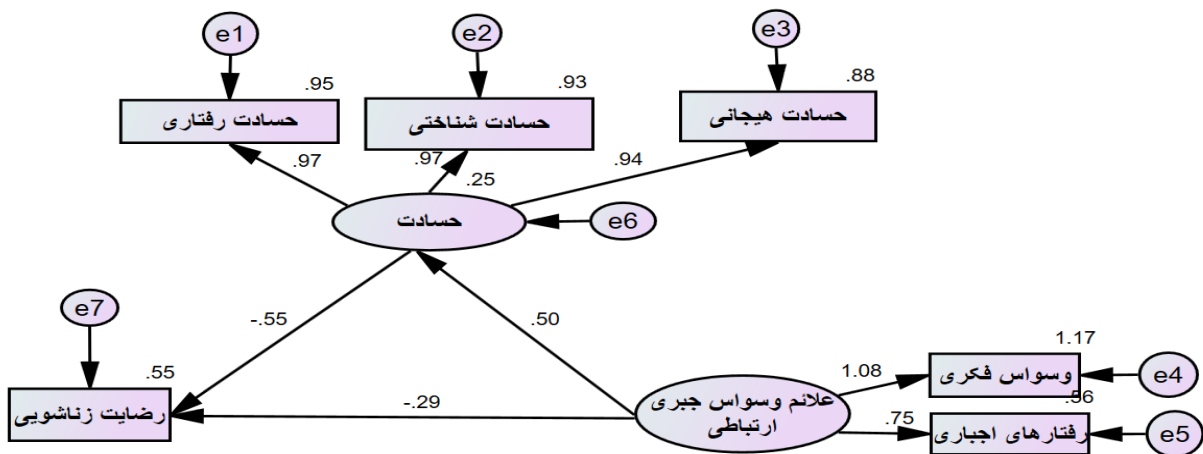 e1
e2
e3
.95
.93
.88
حسادت رفتاری
حسادت شناختی
حسادت هیجانی
.97
.97
.94
.25
حسادت
e6
e7
-.55
.50
.55
رضایت زناشویی
-.29
علائم وسواس جبری
ارتباطی
1.17
1.08
وسواس فکری
e4
.56
.75
رفتارهای اجباری
e5